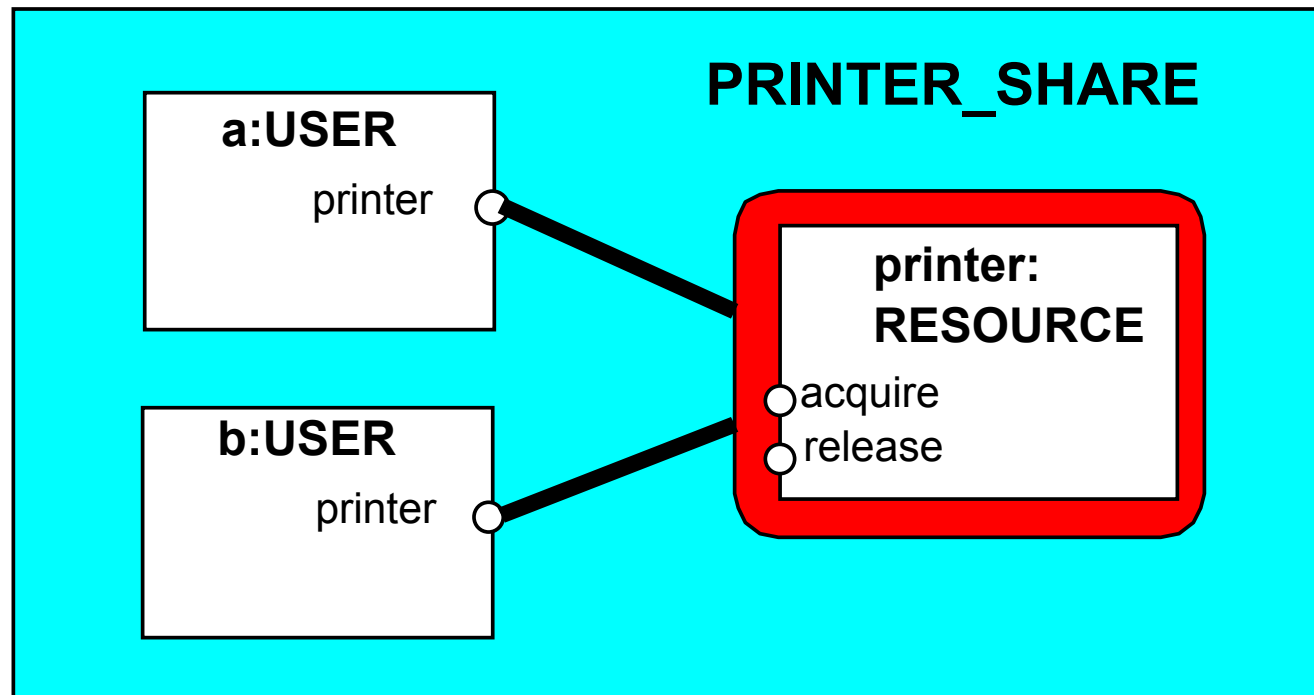 PRINTER_SHARE
a:USER
printer
b:USER
printer
printer:
RESOURCE
acquire
release